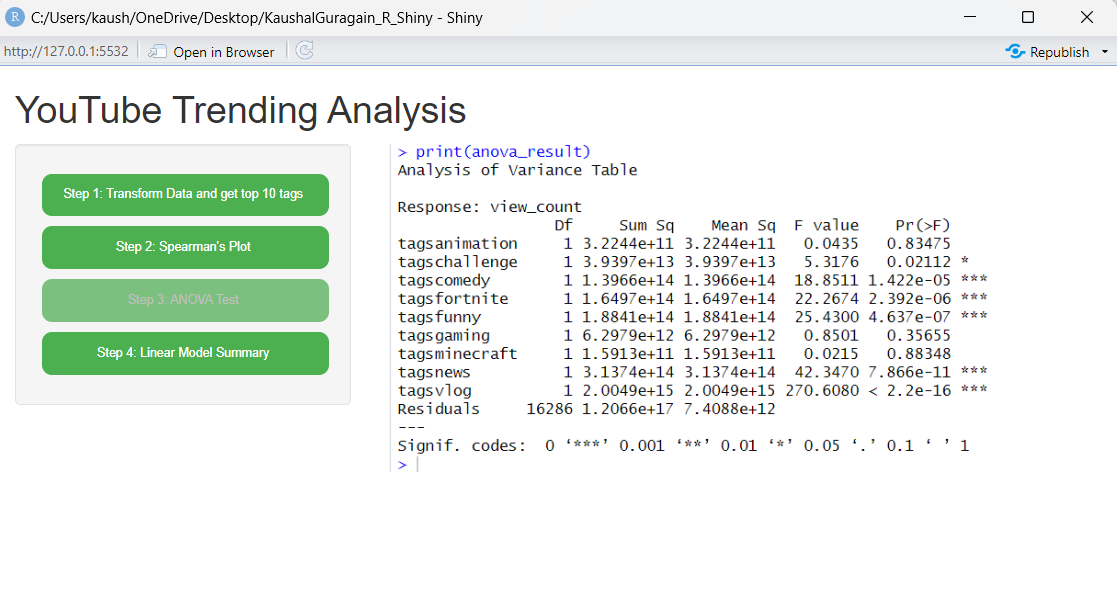 R C:/Users/kaush/OneDrive/Desktop/KaushalGuragain_R_Shiny - Shiny
http://127.0.0.1:5532 Open in Browser Republish
YouTube Trending Analysis
Step 1: Transform Data and get top 10 tags
Step 2: Spearman's Plot
Step 3: ANOVA Test
Step 4: Linear Model Summary
> print(anova_result)
Analysis of Variance Table
Response: view_count
Df Sum Sq Mean Sq F value Pr(>F)
tagsanimation 1 3.2244e+11 3.2244e+11 0.0435 0.83475
tagschallenge 1 3.9397e+13 3.9397e+13 5.3176 0.02112 *
tagscomedy 1 1.3966e+14 1.3966e+14 18.8511 1.422e-05 ***
tagsfortnite 1 1.6497e+14 1.6497e+14 22.2674 2.392e-06 ***
tagsfunny 1 1.8841e+14 1.8841e+14 25.4300 4.637e-07 ***
tagsgaming 1 6.2979e+12 6.2979e+12 0.8501 0.35655
tagsminecraft 1 1.5913e+11 1.5913e+11 0.0215 0.88348
tagsnews 1 3.1374e+14 3.1374e+14 42.3470 7.866e-11 ***
tagsvlog 1 2.0049e+15 2.0049e+15 270.6080 < 2.2e-16 ***
Residuals 16286 1.2066e+17 7.4088e+12
---
Signif. codes: 0 ‘***’ 0.001 ‘**’ 0.01 ‘*’ 0.05 ‘.’ 0.1 ‘ ’ 1
>